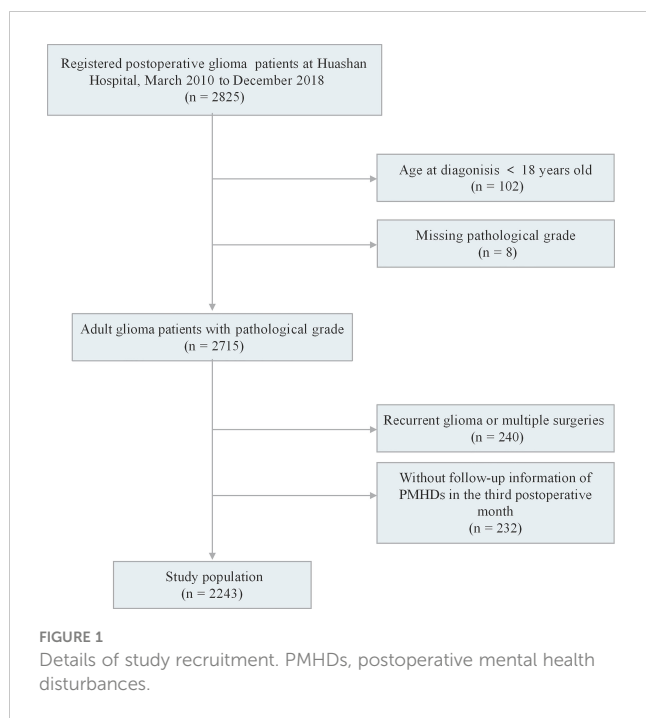 Registered postoperative glioma patients at Huashan
Hospital, March 2010 to December 2018
(n = 2825)
Age at diagonisis < 18 years old
(n = 102)
Missing pathological grade
(n = 8)
Adult glioma patients with pathological grade
(n = 2715)
Recurrent glioma or multiple surgeries
(n = 240)
Without follow-up information of
PMHDs in the third postoperative
month
(n = 232)
Study population
(n = 2243)
FIGURE 1
Details of study recruitment. PMHDs, postoperative mental health
disturbances.